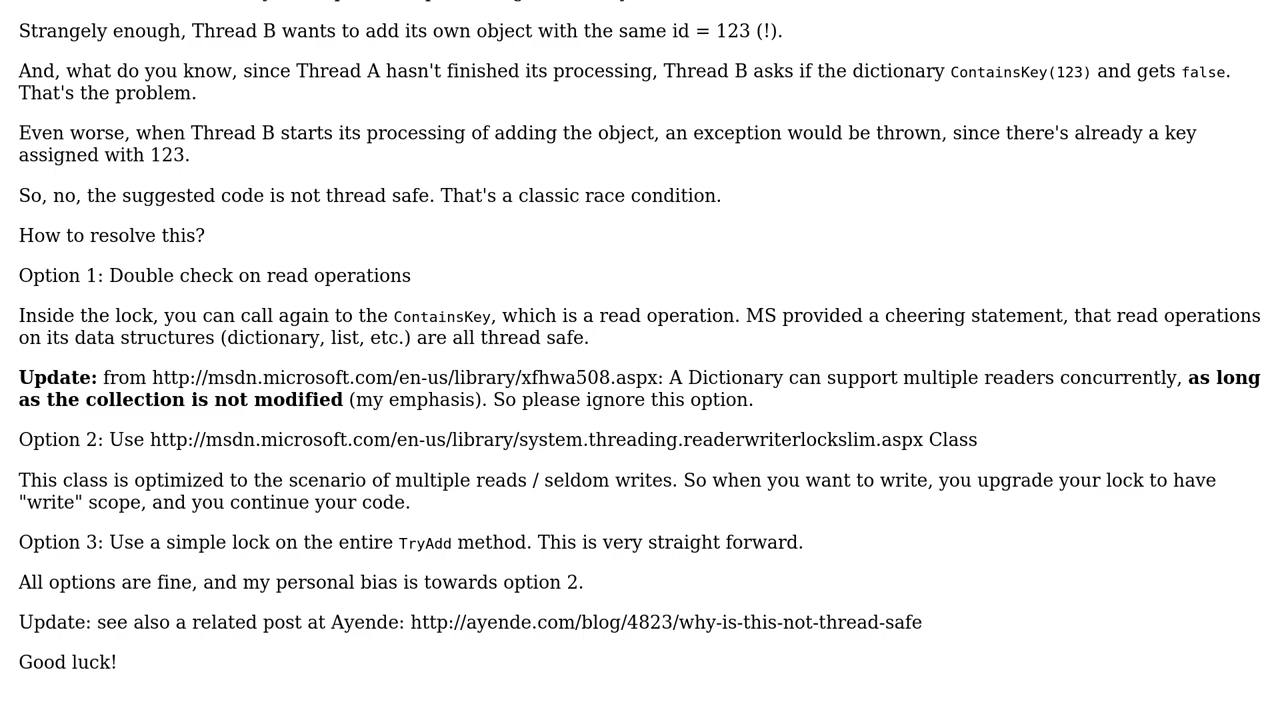 Strangely enough, Thread B wants to add its own object with the same id = 123 (!).
And, what do you know, since Thread A hasn't finished its processing, Thread B asks if the dictionary ContainsKey(123) and gets false.
That's the problem.
Even worse, when Thread B starts its processing of adding the object, an exception would be thrown, since there's already a key
assigned with 123.
So, no, the suggested code is not thread safe. That's a classic race condition.
How to resolve this?
Option 1: Double check on read operations
Inside the lock, you can call again to the ContainsKey, which is a read operation. MS provided a cheering statement, that read operations
on its data structures (dictionary, list, etc.) are all thread safe.
Update: from http://msdn.microsoft.com/en-us/library/xfhwa508.aspx: A Dictionary can support multiple readers concurrently, as long
as the collection is not modified (my emphasis). So please ignore this option.
Option 2: Use http://msdn.microsoft.com/en-us/library/system.threading.readerwriterlockslim.aspx Class
This class is optimized to the scenario of multiple reads / seldom writes. So when you want to write, you upgrade your lock to have
"write" scope, and you continue your code.
Option 3: Use a simple lock on the entire TryAdd method. This is very straight forward.
All options are fine, and my personal bias is towards option 2.
Update: see also a related post at Ayende: http://ayende.com/blog/4823/why-is-this-not-thread-safe
Good luck!